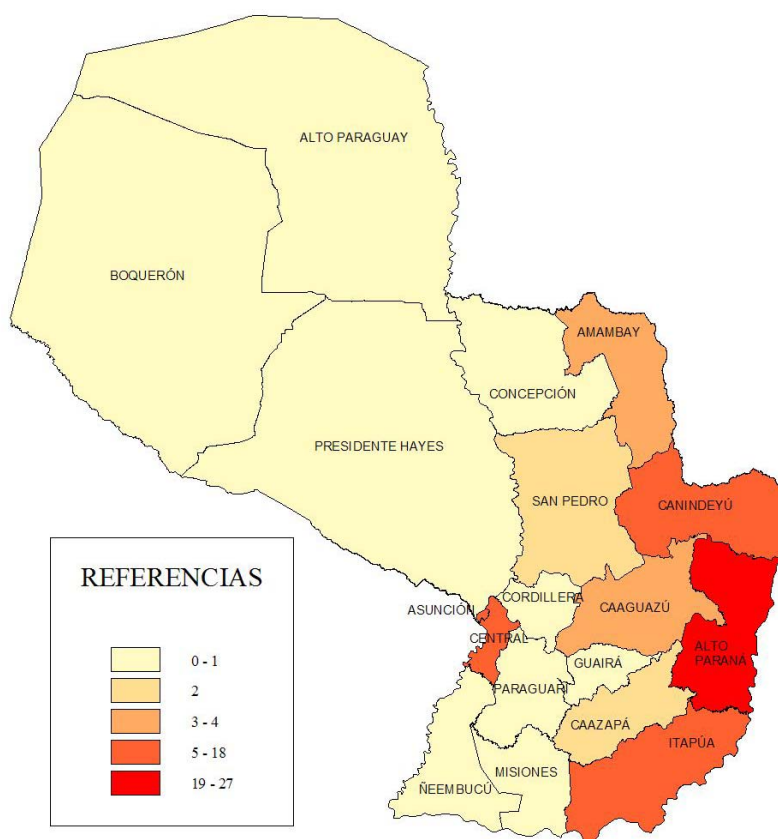 ALTO PARAGUAY
BOQUERÓN
AMAMBAY
CONCEPCIÓN
PRESIDENTE HAYES
SAN PEDRO
CANINDEYÚ
CORDILLERA
ASUNCIÓN
CAAGUAZÚ
CENTRAL
ALTO
PARANÁ
GUAIRÁ
PARAGUARÍ
CAAZAPÁ
ITAPÚA
MISIONES
ÑEEMBUCÚ
REFERENCIAS
0 - 1
2
3 - 4
5 - 18
19 - 27